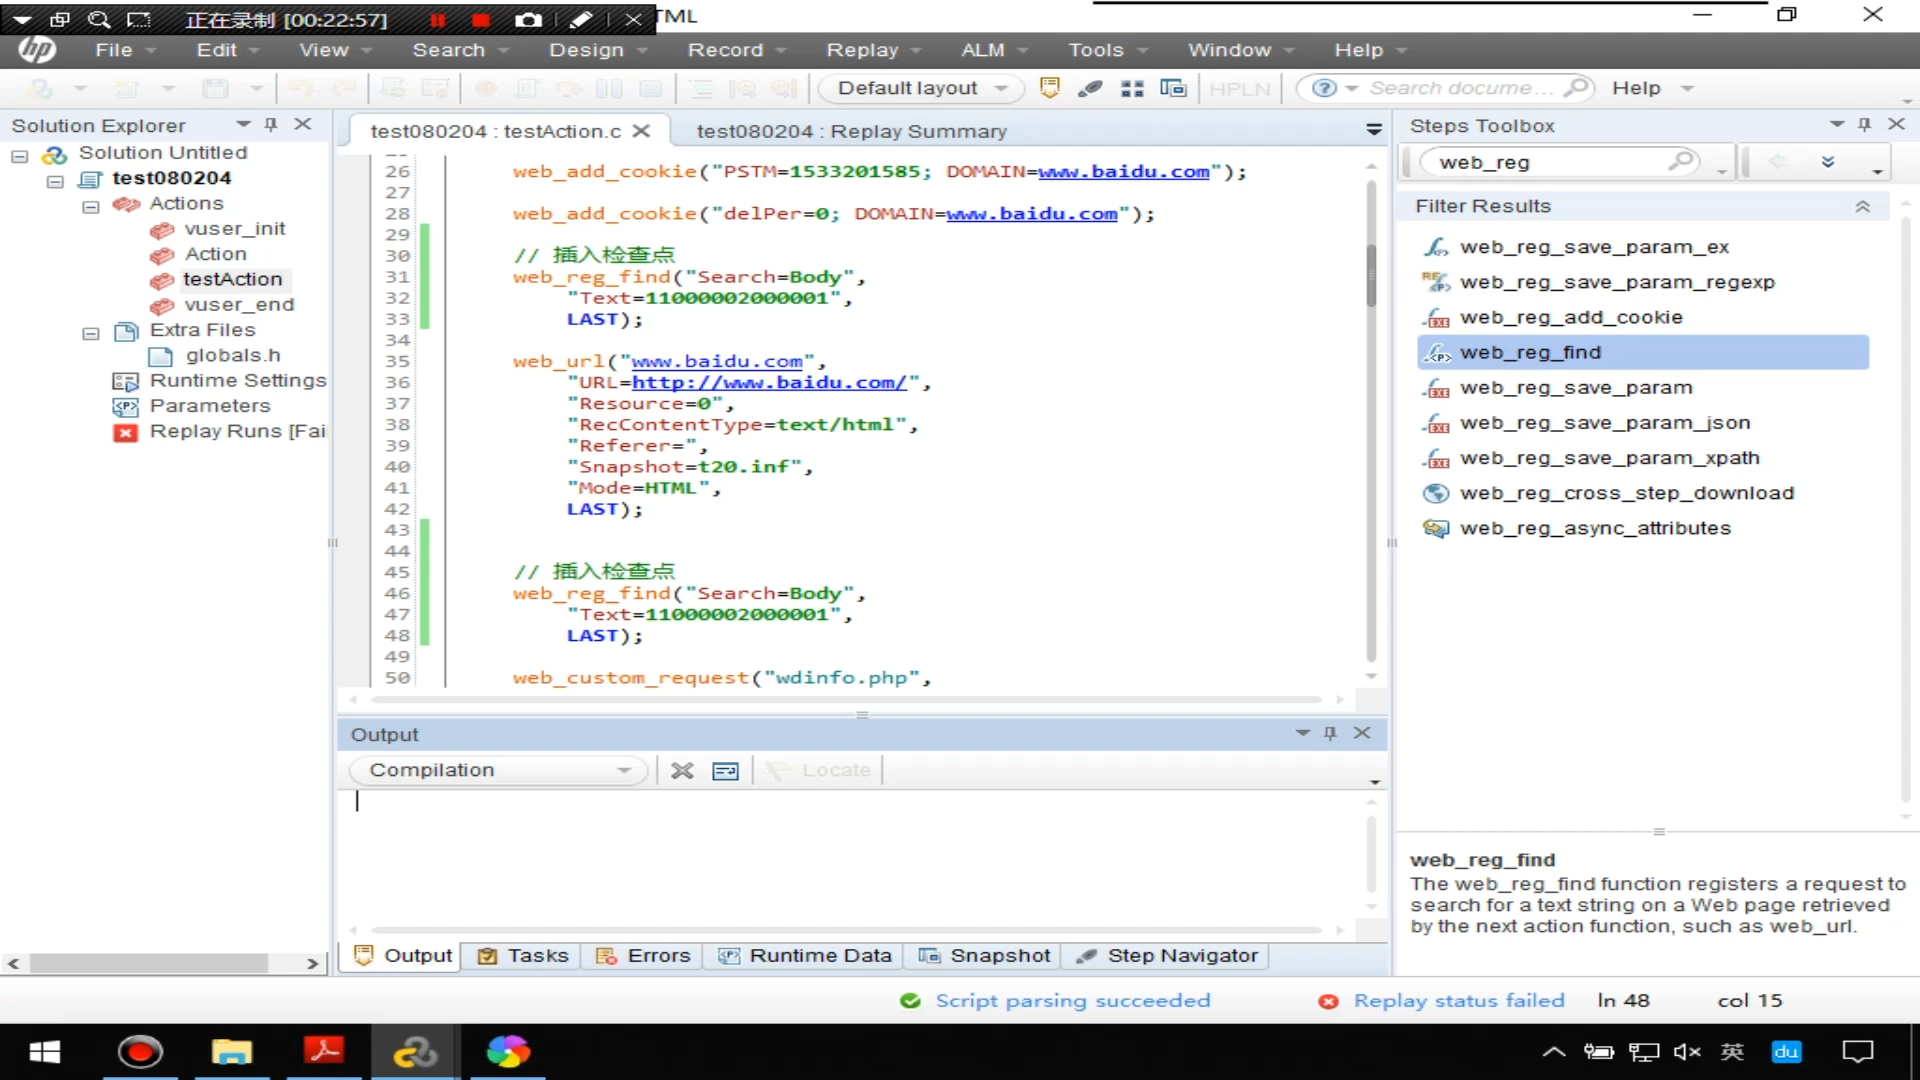 正在录制 [00:22:57]
TML
hp File Edit View Search Design Record Replay ALM Tools Window Help
Default layout HPLN Search docume... Help
Solution Explorer
Solution Untitled
test080204
Actions
vuser_init
Action
testAction
vuser_end
Extra Files
globals.h
Runtime Settings
Parameters
Replay Runs [Fai
test080204 : testAction.c test080204 : Replay Summary
26 web_add_cookie("PSTM=1533201585; DOMAIN=www.baidu.com");
27
28 web_add_cookie("delPer=0; DOMAIN=www.baidu.com");
29
30 // 插入检查点
31 web_reg_find("Search=Body",
32 "Text=11000002000001",
33 LAST);
34
35 web_url("www.baidu.com",
36 "URL=http://www.baidu.com/",
37 "Resource=0",
38 "RecContentType=text/html",
39 "Referer=",
40 "Snapshot=t20.inf",
41 "Mode=HTML",
42 LAST);
43
44
45 // 插入检查点
46 web_reg_find("Search=Body",
47 "Text=11000002000001",
48 LAST);
49
50 web_custom_request("wdinfo.php",
Output
Compilation Locate
Output Tasks Errors Runtime Data Snapshot Step Navigator
Steps Toolbox
web_reg
Filter Results
web_reg_save_param_ex
web_reg_save_param_regexp
web_reg_add_cookie
web_reg_find
web_reg_save_param
web_reg_save_param_json
web_reg_save_param_xpath
web_reg_cross_step_download
web_reg_async_attributes
web_reg_find
The web_reg_find function registers a request to
search for a text string on a Web page retrieved
by the next action function, such as web_url.
Script parsing succeeded Replay status failed ln 48 col 15
英 du